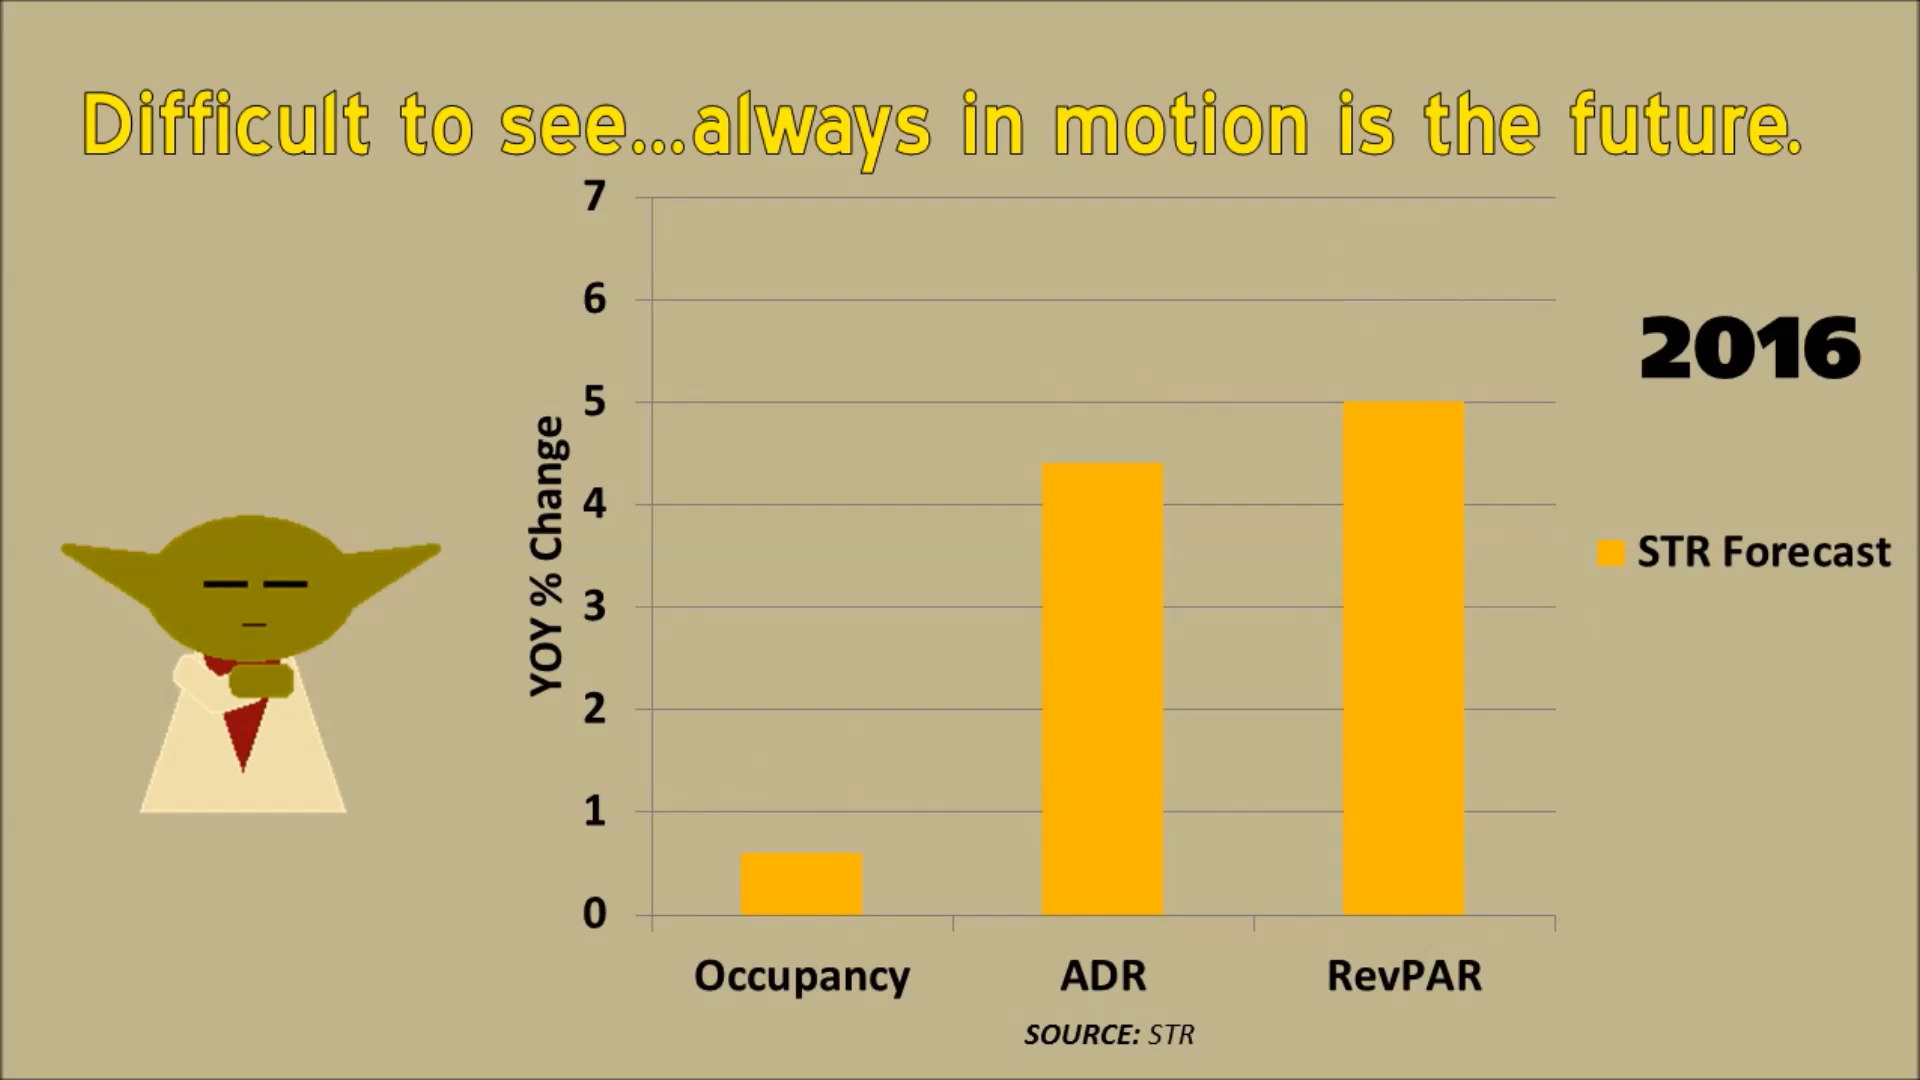 Difficult to see...always in motion is the future.
7
6
5
4
3
2
1
0
YOY % Change
2016
STR Forecast
Occupancy
ADR
RevPAR
SOURCE: STR